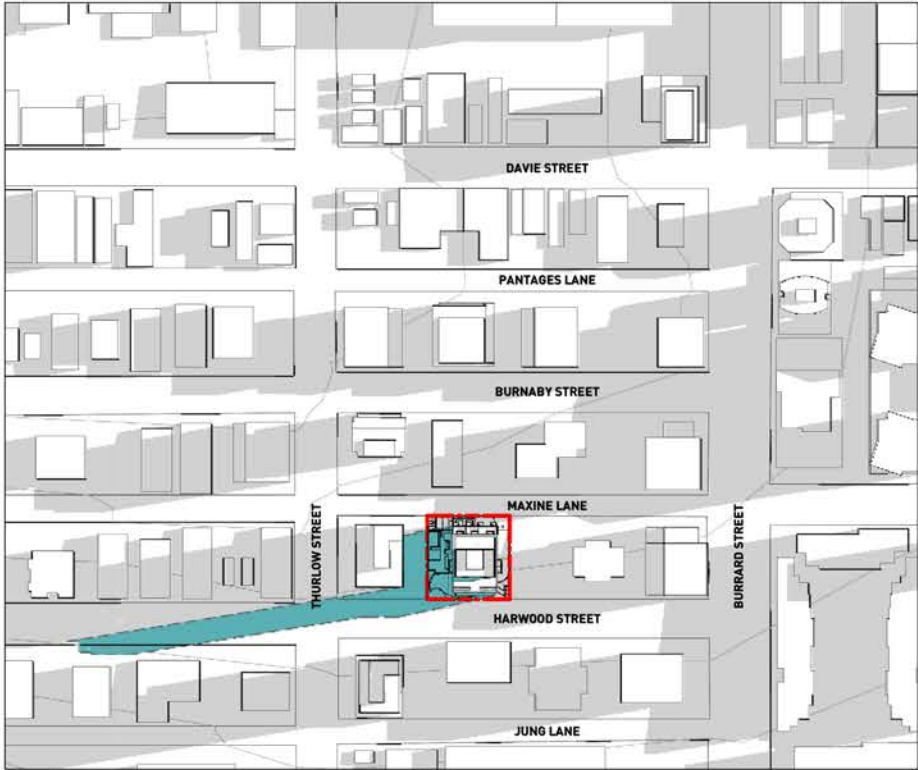 DAVIE STREET
PANTAGES LANE
BURNABY STREET
MAXINE LANE
THURLOW STREET
BURRARD STREET
HARWOOD STREET
JUNG LANE